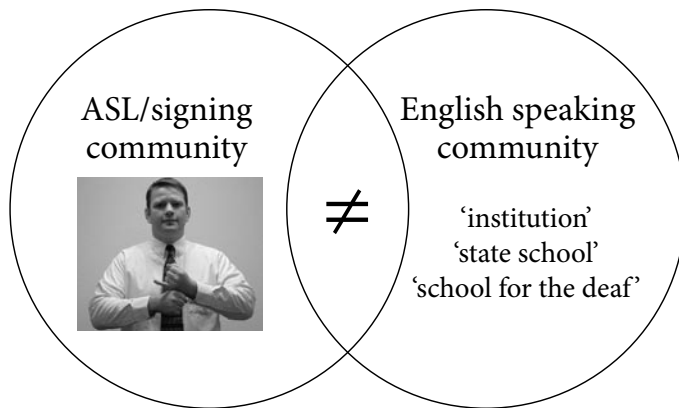 ASL/signing
community
≠
English speaking
community
‘institution’
‘state school’
‘school for the deaf’